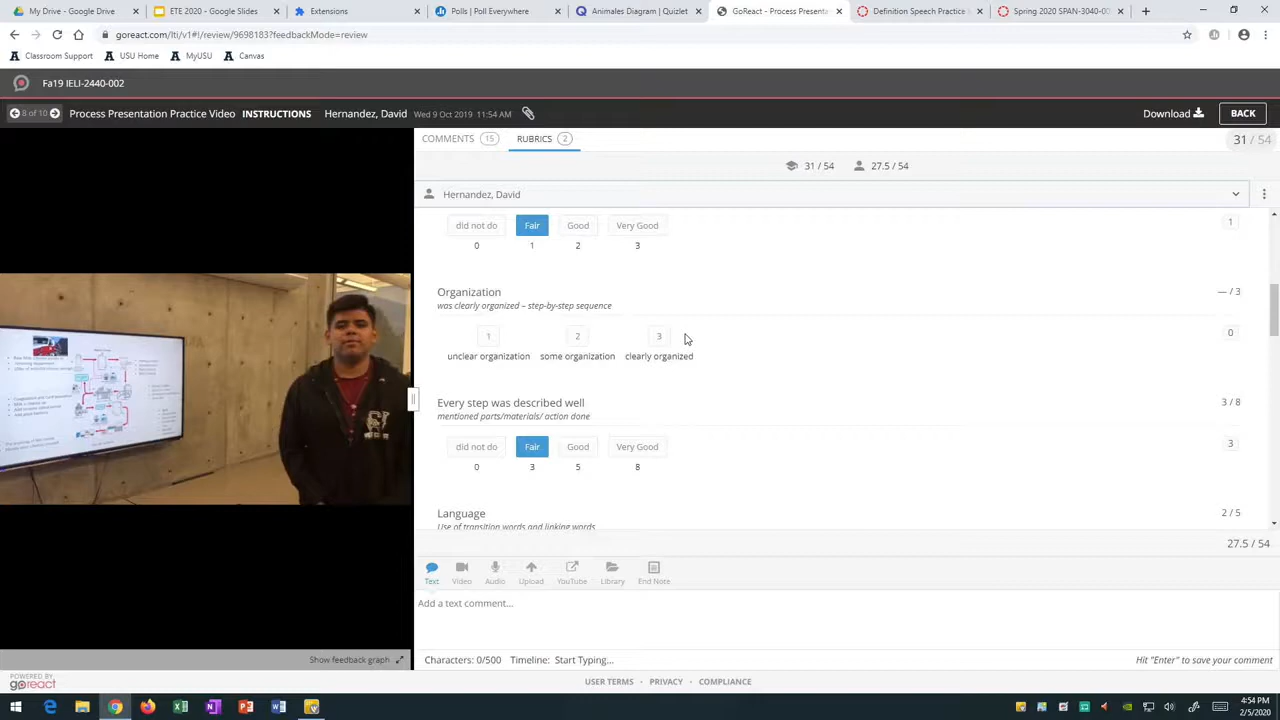 My Drive - Google Drive
ETE 2020 - Google Slides
Extensions
Polls | Poll Everywhere
Animales Diagram | Quizlet
GoReact - Process Presenta
Definition Speech Practice
Spring 2020 SPAN-3040-00
goreact.com/lti/v1#!/review/9698183?feedbackMode=review
Classroom Support
USU Home
MyUSU
Canvas
Fa19 IELI-2440-002
8 of 10
Process Presentation Practice Video
INSTRUCTIONS
Hernandez, David
Wed 9 Oct 2019 11:54 AM
Download
BACK
COMMENTS 15
RUBRICS 2
31 / 54
31 / 54
27.5 / 54
Hernandez, David
did not do
Fair
Good
Very Good
1
0
1
2
3
Organization
— / 3
was clearly organized – step-by-step sequence
1
2
3
0
unclear organization
some organization
clearly organized
Every step was described well
3 / 8
mentioned parts/materials/ action done
did not do
Fair
Good
Very Good
3
0
3
5
8
Language
2 / 5
Use of transition words and linking words
27.5 / 54
Text
Video
Audio
Upload
YouTube
Library
End Note
Add a text comment...
Show feedback graph
Characters: 0/500
Timeline: Start Typing...
Hit "Enter" to save your comment
POWERED BY
goreact
USER TERMS · PRIVACY · COMPLIANCE
4:54 PM
2/5/2020